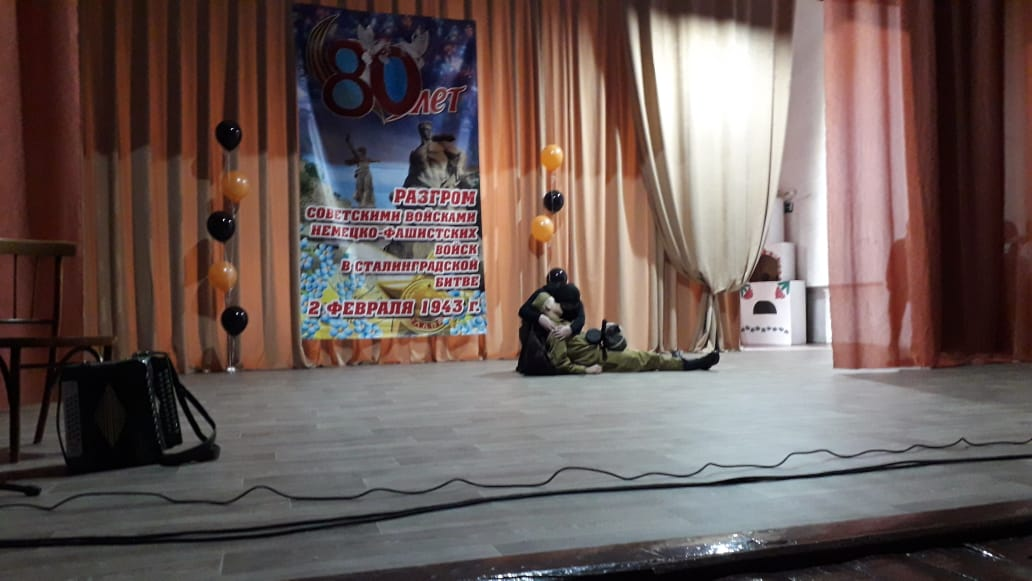 80 лет
РАЗГРОМ
СОВЕТСКИМИ ВОЙСКАМИ
НЕМЕЦКО-ФАШИСТСКИХ
ВОЙСК
В СТАЛИНГРАДСКОЙ
БИТВЕ
2 ФЕВРАЛЯ 1943 г.